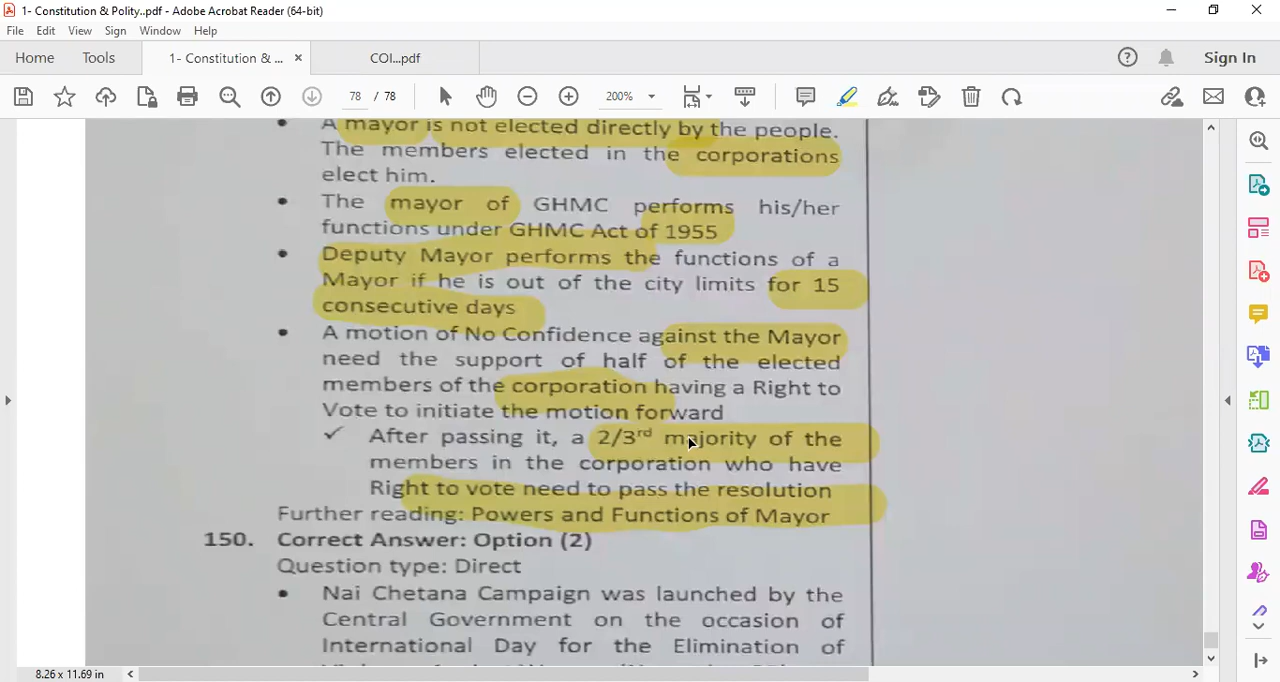 1- Constitution & Polity..pdf - Adobe Acrobat Reader (64-bit)
File Edit View Sign Window Help
Home Tools 1- Constitution & ... × COI...pdf Sign In
78 / 78 200%
A mayor is not elected directly by the people.
The members elected in the corporations
elect him.
• The mayor of GHMC performs his/her
functions under GHMC Act of 1955
• Deputy Mayor performs the functions of a
Mayor if he is out of the city limits for 15
consecutive days
• A motion of No Confidence against the Mayor
need the support of half of the elected
members of the corporation having a Right to
Vote to initiate the motion forward
✓ After passing it, a 2/3rd majority of the
members in the corporation who have
Right to vote need to pass the resolution
Further reading: Powers and Functions of Mayor
150. Correct Answer: Option (2)
Question type: Direct
• Nai Chetana Campaign was launched by the
Central Government on the occasion of
International Day for the Elimination of
8.26 x 11.69 in